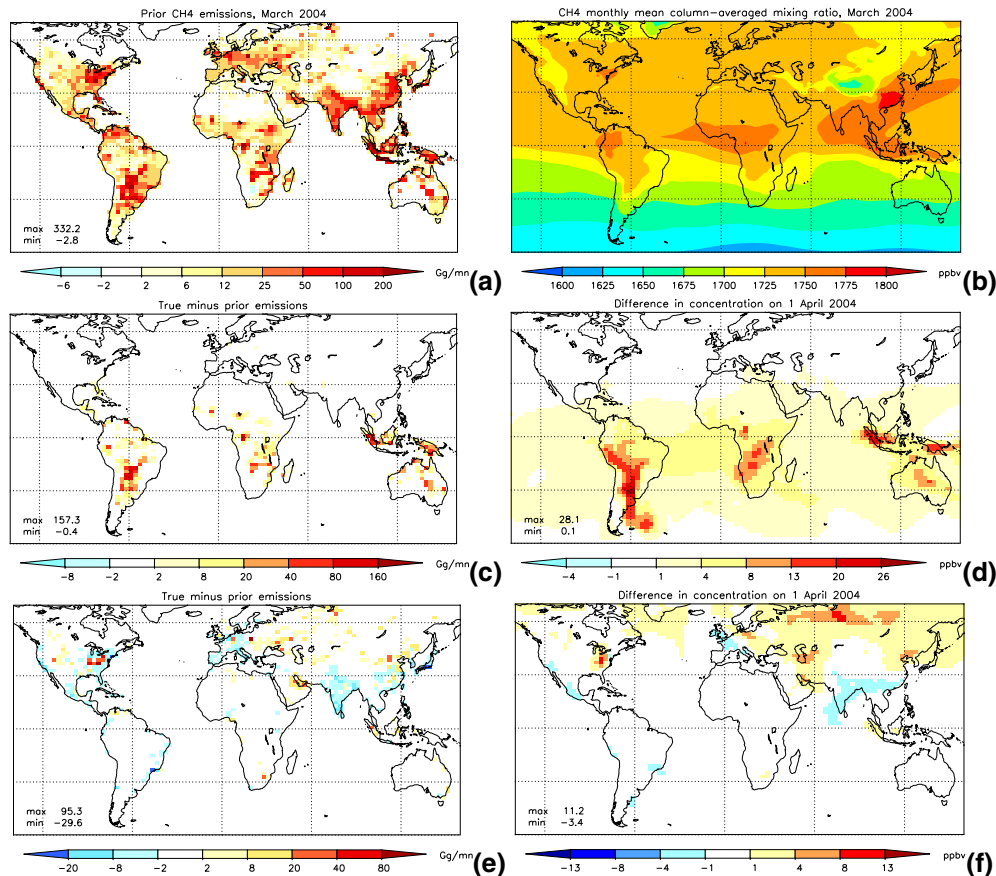 Prior CH4 emissions, March 2004
max 332.2
min -2.8
-6 -2 2 6 12 25 50 100 200 Gg/mn
(a)
CH4 monthly mean column-averaged mixing ratio, March 2004
1600 1625 1650 1675 1700 1725 1750 1775 1800 ppbv
(b)
True minus prior emissions
max 157.3
min -0.4
-8 -2 2 8 20 40 80 160 Gg/mn
(c)
Difference in concentration on 1 April 2004
max 28.1
min 0.1
-4 -1 1 4 8 13 20 26 ppbv
(d)
True minus prior emissions
max 95.3
min -29.6
-20 -8 -2 2 8 20 40 80 Gg/mn
(e)
Difference in concentration on 1 April 2004
max 11.2
min -3.4
-13 -8 -4 -1 1 4 8 13 ppbv
(f)